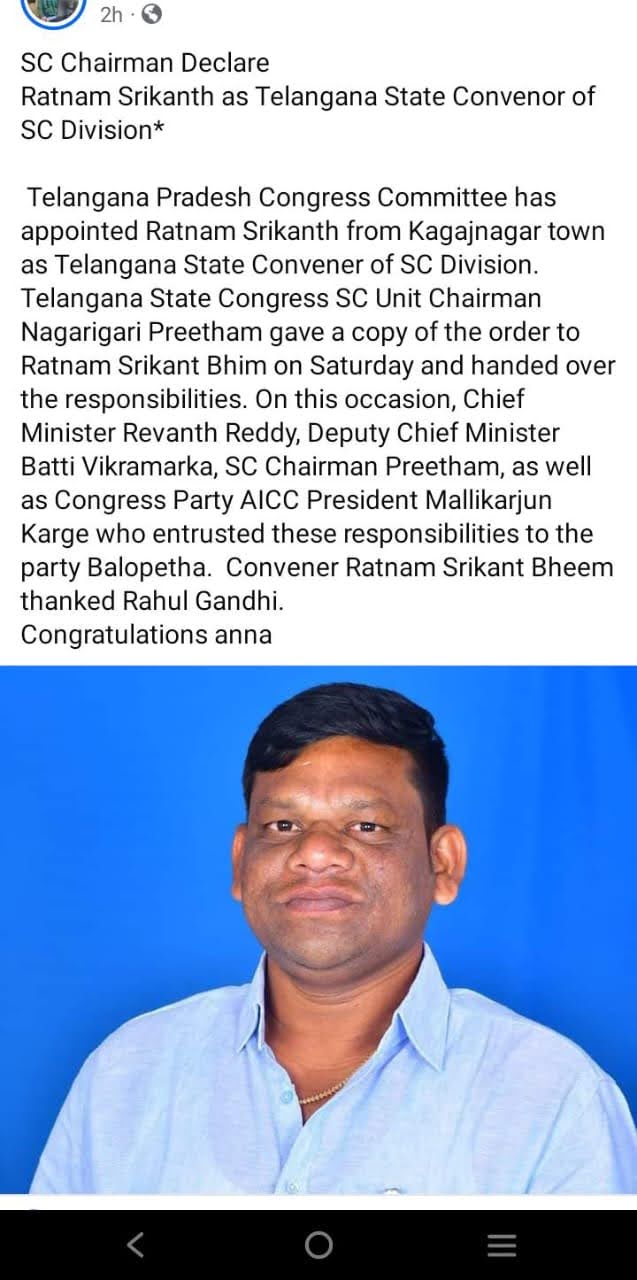 2h ·
SC Chairman Declare
Ratnam Srikanth as Telangana State Convenor of
SC Division*
Telangana Pradesh Congress Committee has
appointed Ratnam Srikanth from Kagajnagar town
as Telangana State Convener of SC Division.
Telangana State Congress SC Unit Chairman
Nagarigari Preetham gave a copy of the order to
Ratnam Srikant Bhim on Saturday and handed over
the responsibilities. On this occasion, Chief
Minister Revanth Reddy, Deputy Chief Minister
Batti Vikramarka, SC Chairman Preetham, as well
as Congress Party AICC President Mallikarjun
Karge who entrusted these responsibilities to the
party Balopetha.  Convener Ratnam Srikant Bheem
thanked Rahul Gandhi.
Congratulations anna